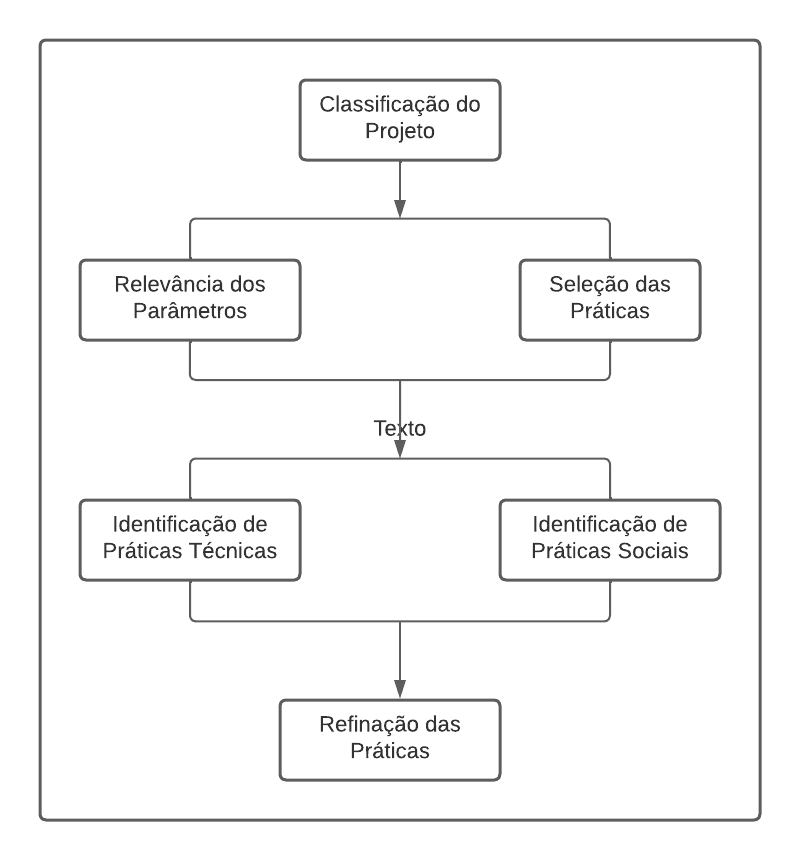 Classificação do
Projeto
Relevância dos
Parâmetros
Seleção das
Práticas
Texto
Identificação de
Práticas Técnicas
Identificação de
Práticas Sociais
Refinação das
Práticas